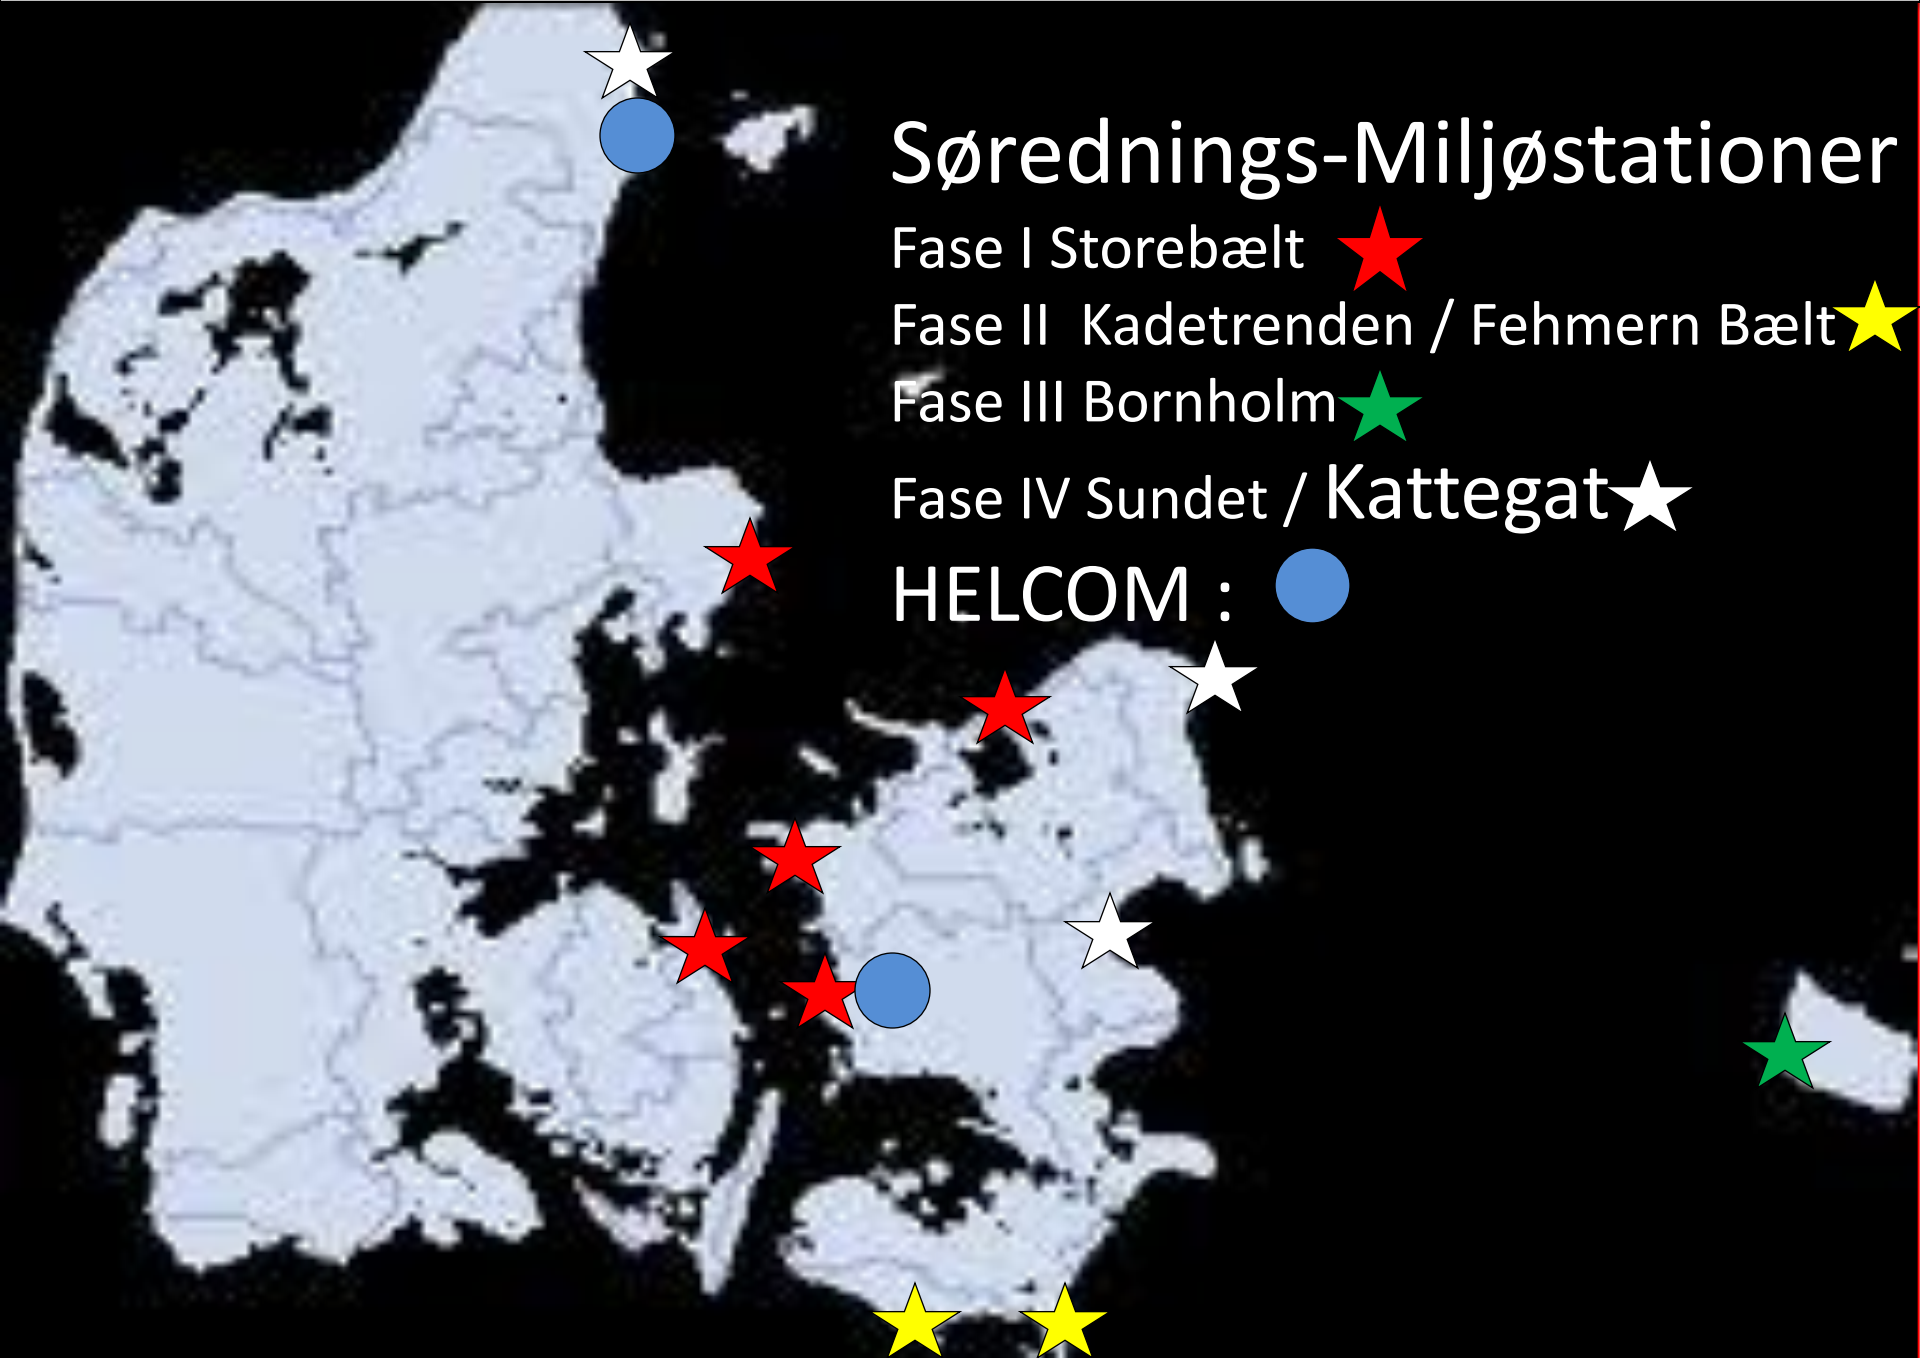 Sørednings-Miljøstationer
Fase I Storebælt
Fase II  Kadetrenden / Fehmern Bælt
Fase III Bornholm
Fase IV Sundet / Kattegat
HELCOM :